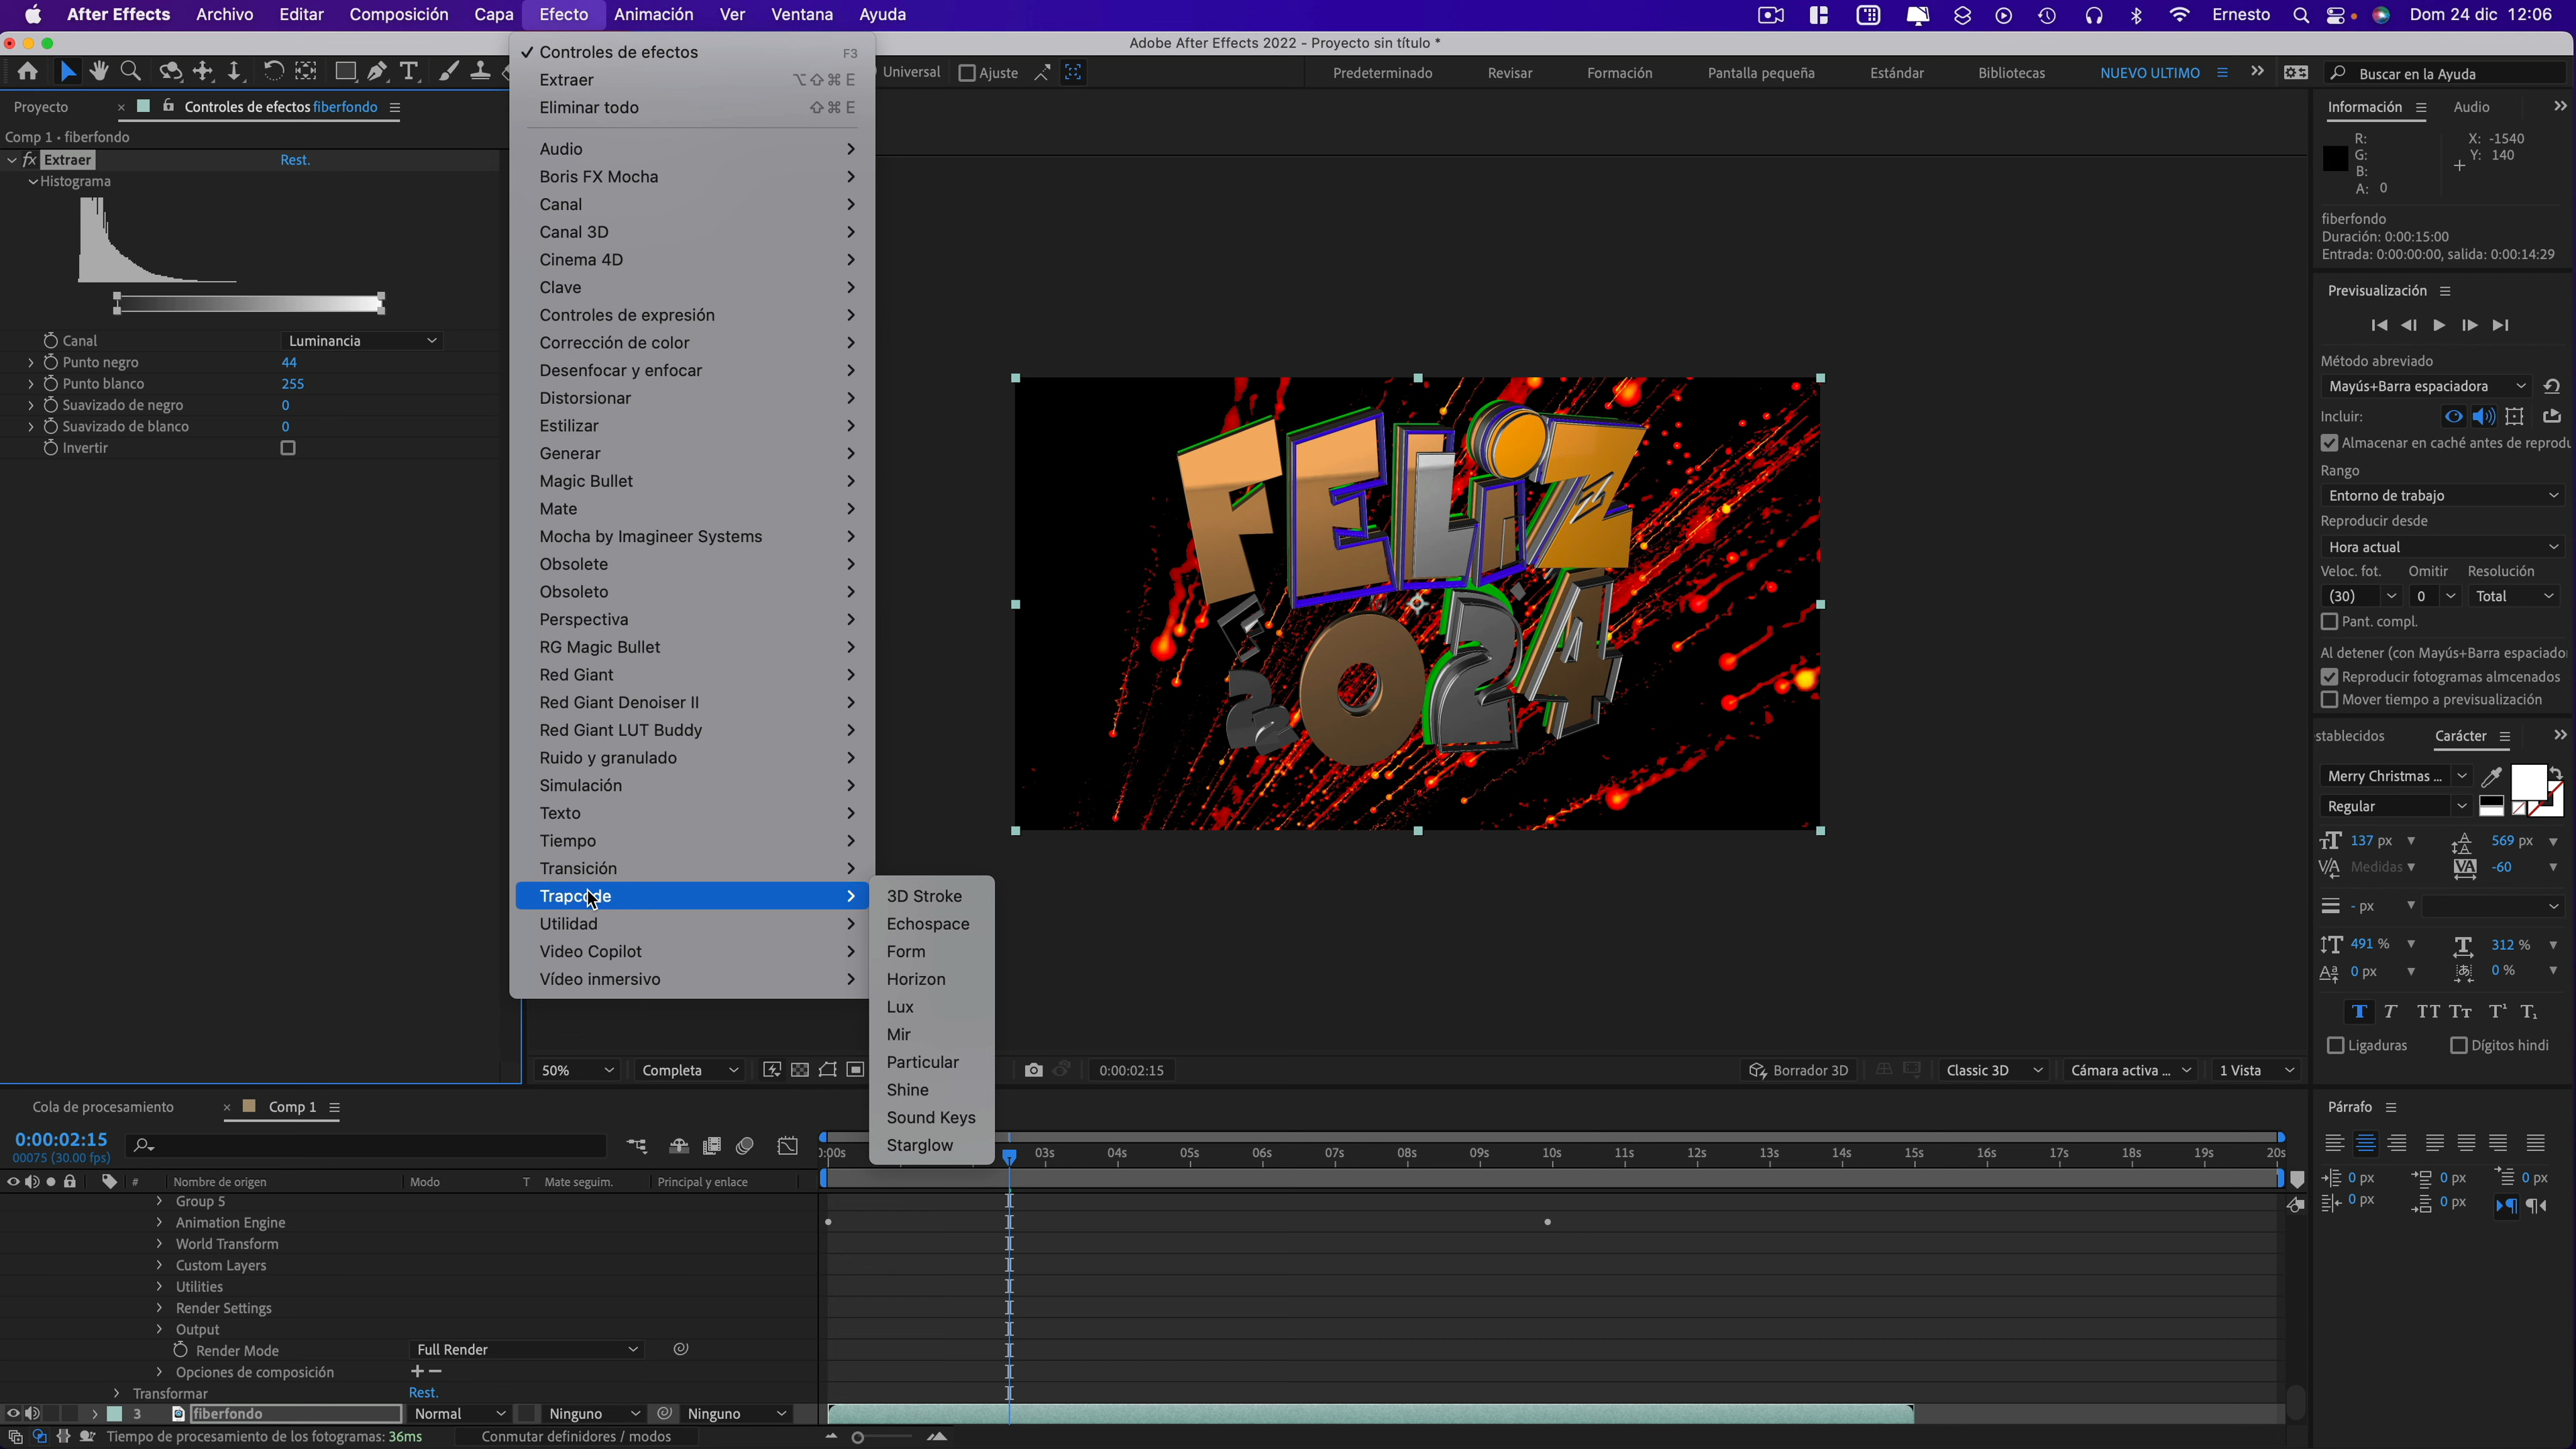 After Effects Archivo Editar Composición Capa Efecto Animación Ver Ventana Ayuda Ernesto Dom 24 dic 12:06
Adobe After Effects 2022 - Proyecto sin título *
Universal Ajuste Predeterminado Revisar Formación Pantalla pequeña Estándar Bibliotecas NUEVO ULTIMO Buscar en la Ayuda
Proyecto × Controles de efectos fiberfondo
Comp 1 • fiberfondo
fx Extraer Rest.
Histograma
Canal Luminancia
Punto negro 44
Punto blanco 255
Suavizado de negro 0
Suavizado de blanco 0
Invertir
Controles de efectos F3
Extraer ⌥⇧⌘E
Eliminar todo ⇧⌘E
Audio
Boris FX Mocha
Canal
Canal 3D
Cinema 4D
Clave
Controles de expresión
Corrección de color
Desenfocar y enfocar
Distorsionar
Estilizar
Generar
Magic Bullet
Mate
Mocha by Imagineer Systems
Obsolete
Obsoleto
Perspectiva
RG Magic Bullet
Red Giant
Red Giant Denoiser II
Red Giant LUT Buddy
Ruido y granulado
Simulación
Texto
Tiempo
Transición
Trapcode
Utilidad
Video Copilot
Vídeo inmersivo
3D Stroke
Echospace
Form
Horizon
Lux
Mir
Particular
Shine
Sound Keys
Starglow
FELiZ
2024
Información Audio
R: X: -1540
G: Y: 140
B:
A: 0
fiberfondo
Duración: 0:00:15:00
Entrada: 0:00:00:00, salida: 0:00:14:29
Previsualización
Método abreviado
Mayús+Barra espaciadora
Incluir:
Almacenar en caché antes de reprodu
Rango
Entorno de trabajo
Reproducir desde
Hora actual
Veloc. fot. Omitir Resolución
(30) 0 Total
Pant. compl.
Al detener (con Mayús+Barra espaciado
Reproducir fotogramas almcenados
Mover tiempo a previsualización
stablecidos Carácter
Merry Christmas ...
Regular
137 px 569 px
Medidas -60
- px
491 % 312 %
0 px 0 %
T T TT Tт T¹ T₁
Ligaduras Dígitos hindi
50% Completa 0:00:02:15 Borrador 3D Classic 3D Cámara activa ... 1 Vista
Cola de procesamiento × Comp 1
0:00:02:15
00075 (30.00 fps)
:00s 03s 04s 05s 06s 07s 08s 09s 10s 11s 12s 13s 14s 15s 16s 17s 18s 19s 20s
# Nombre de origen Modo T Mate seguim. Principal y enlace
Group 5
Animation Engine
World Transform
Custom Layers
Utilities
Render Settings
Output
Render Mode Full Render
Opciones de composición + −
Transformar Rest.
3 fiberfondo Normal Ninguno Ninguno
Tiempo de procesamiento de los fotogramas: 36ms Conmutar definidores / modos
Párrafo
0 px 0 px 0 px
0 px 0 px